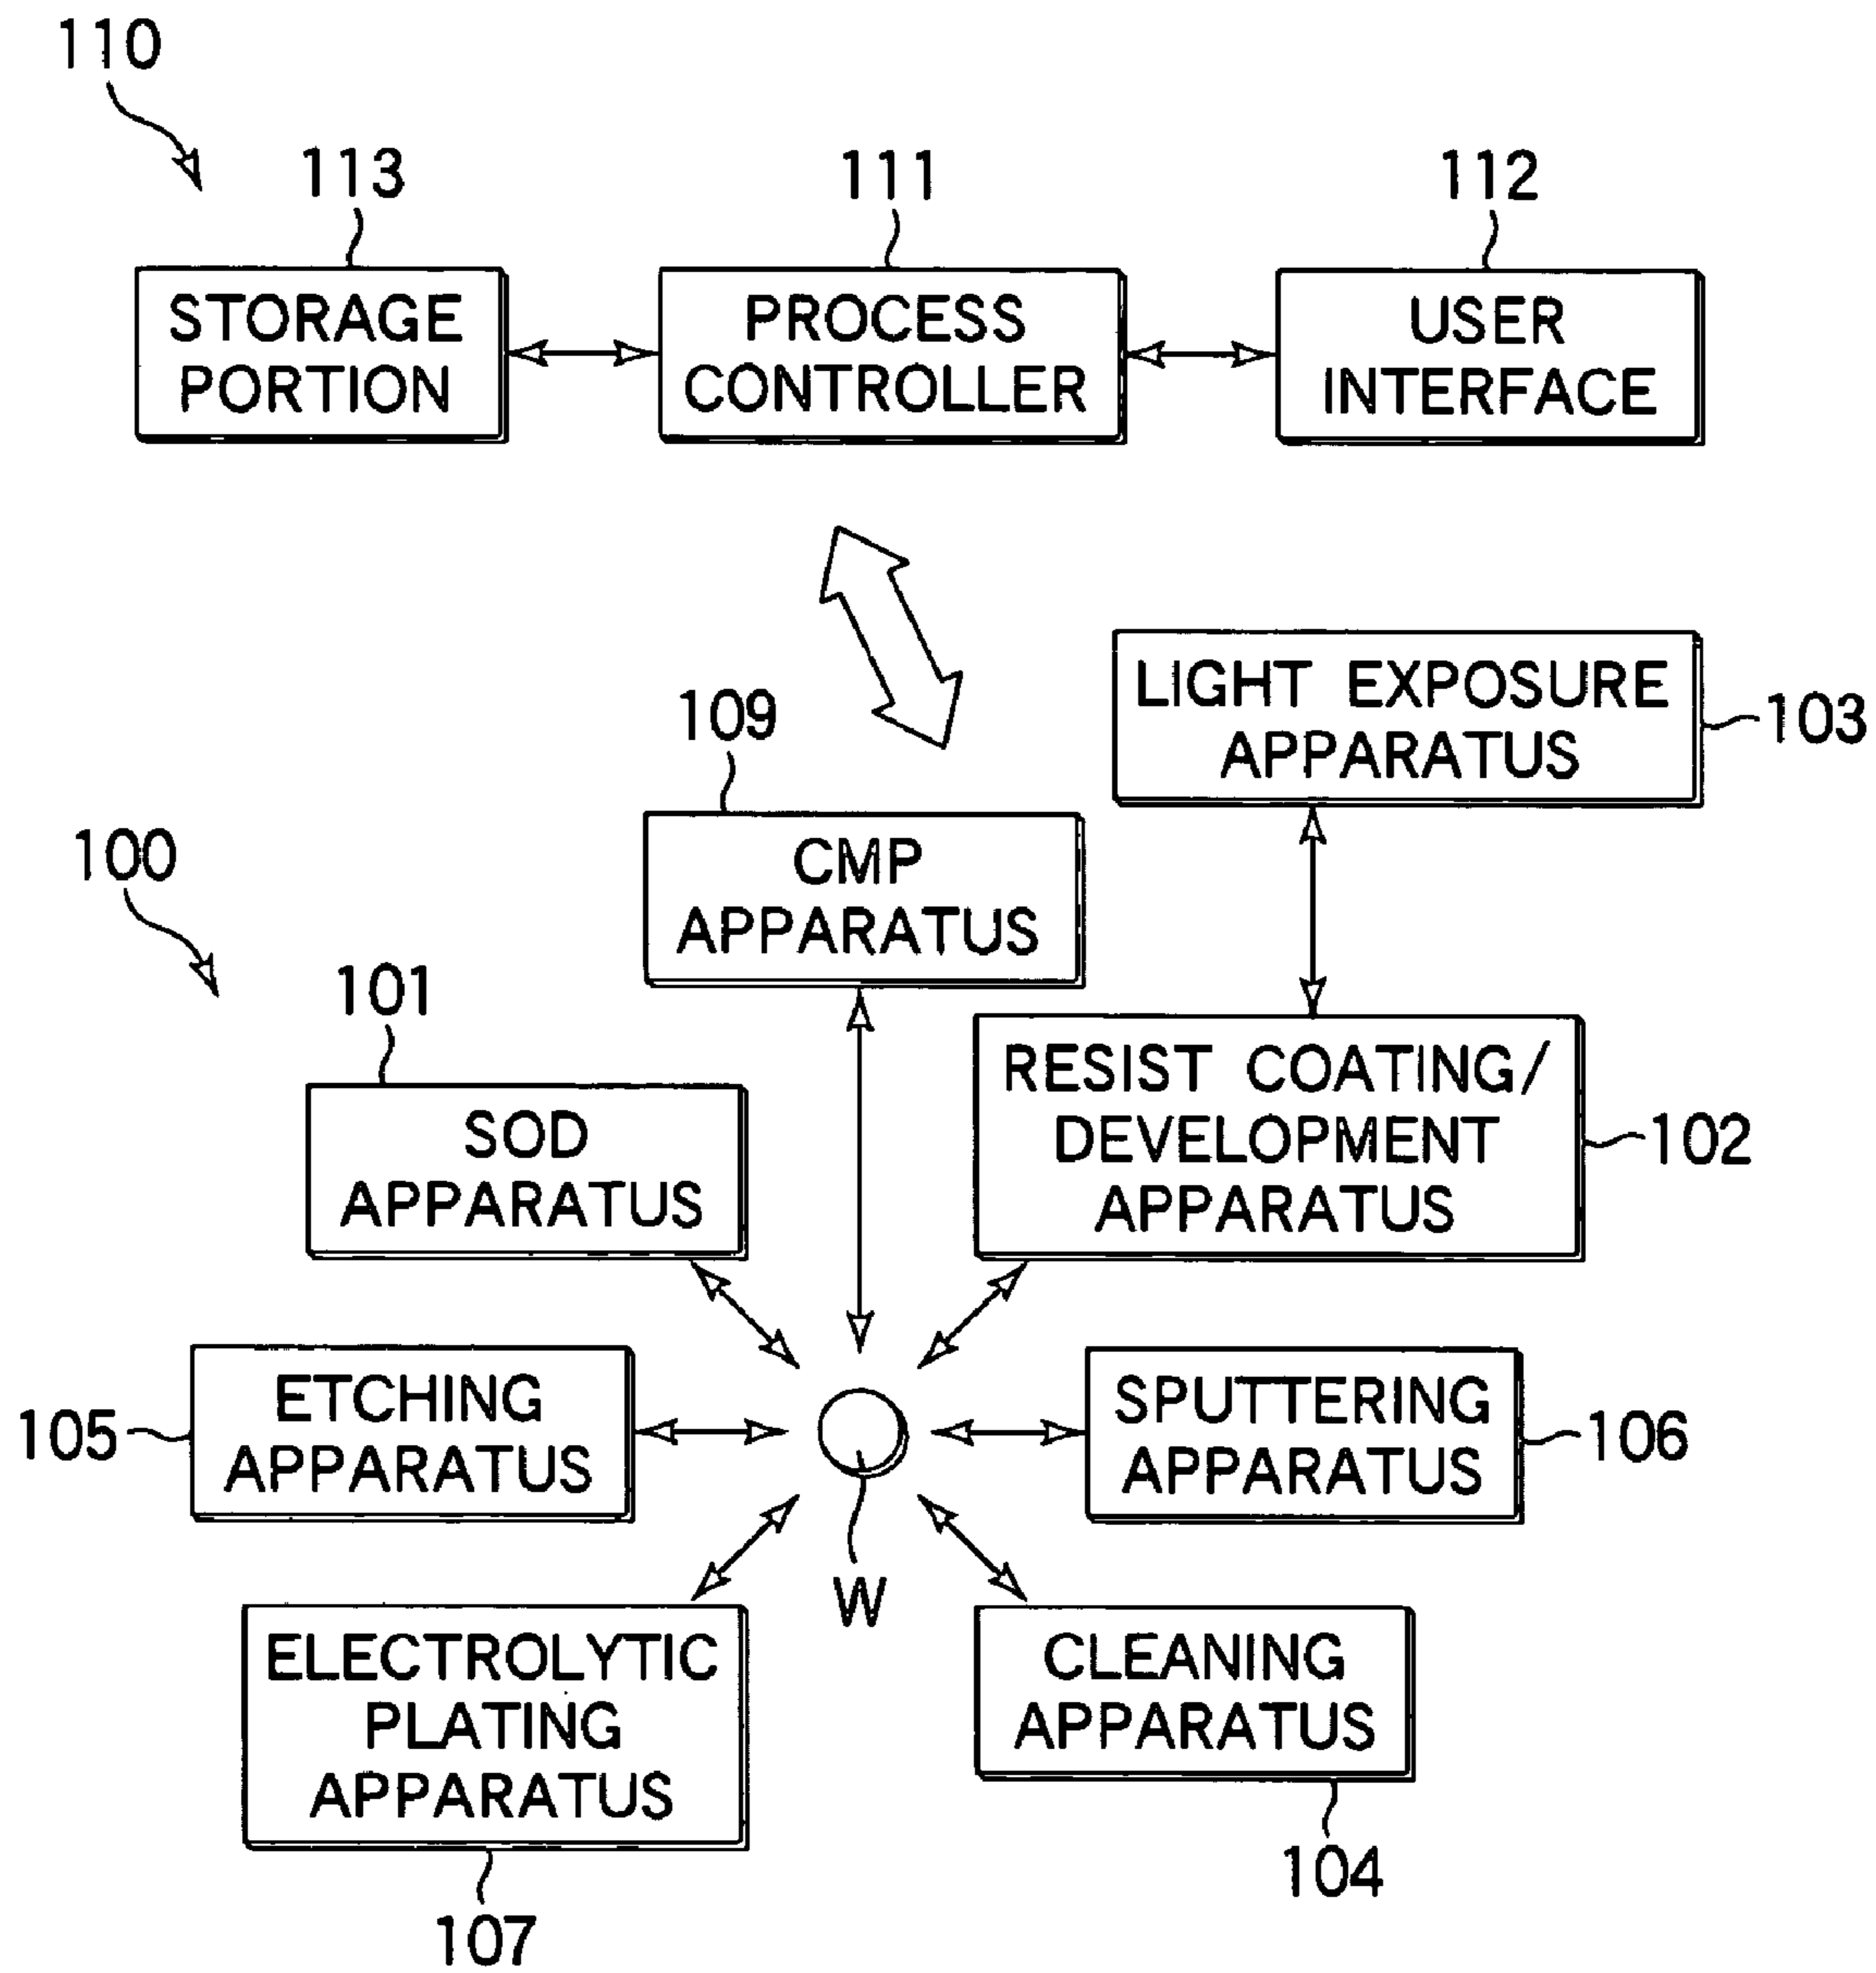 110
113
111
112
STORAGE
PORTION
PROCESS
CONTROLLER
USER
INTERFACE
109
LIGHT EXPOSURE
APPARATUS
103
100
CMP
APPARATUS
101
SOD
APPARATUS
RESIST COATING/
DEVELOPMENT
APPARATUS
102
105
ETCHING
APPARATUS
SPUTTERING
APPARATUS
106
W
ELECTROLYTIC
PLATING
APPARATUS
CLEANING
APPARATUS
104
107